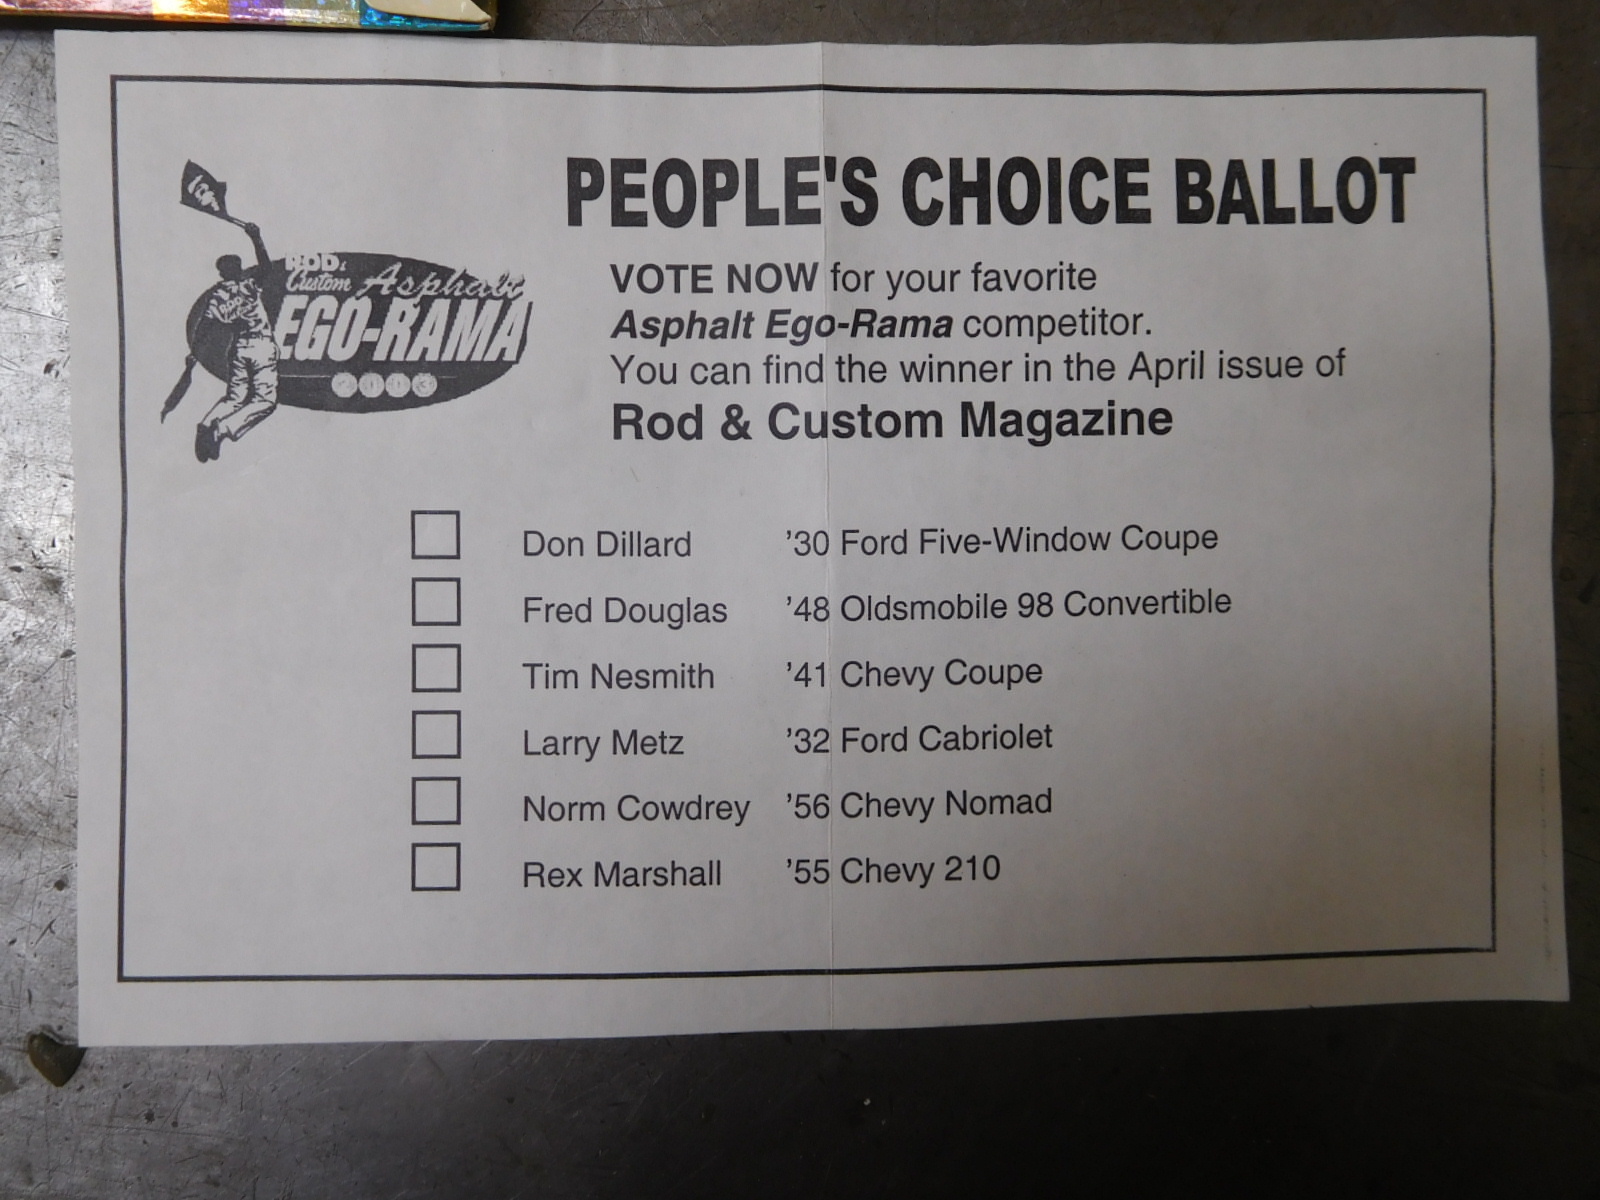 PEOPLE'S CHOICE BALLOT
ROD &
Custom Asphalt
EGO-RAMA
2003
VOTE NOW for your favorite
Asphalt Ego-Rama competitor.
You can find the winner in the April issue of
Rod & Custom Magazine
Don Dillard '30 Ford Five-Window Coupe
Fred Douglas '48 Oldsmobile 98 Convertible
Tim Nesmith '41 Chevy Coupe
Larry Metz '32 Ford Cabriolet
Norm Cowdrey '56 Chevy Nomad
Rex Marshall '55 Chevy 210